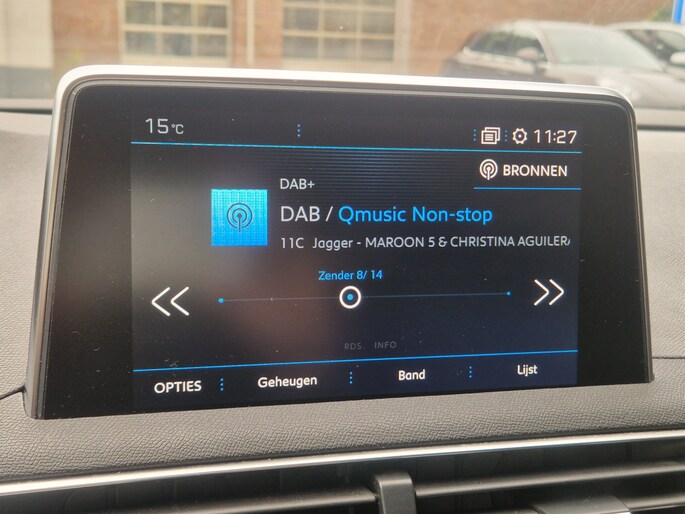 15°C 11:27
BRONNEN
DAB+
DAB / Qmusic Non-stop
11C Jagger - MAROON 5 & CHRISTINA AGUILER
Zender 8/ 14
RDS INFO
OPTIES Geheugen Band Lijst